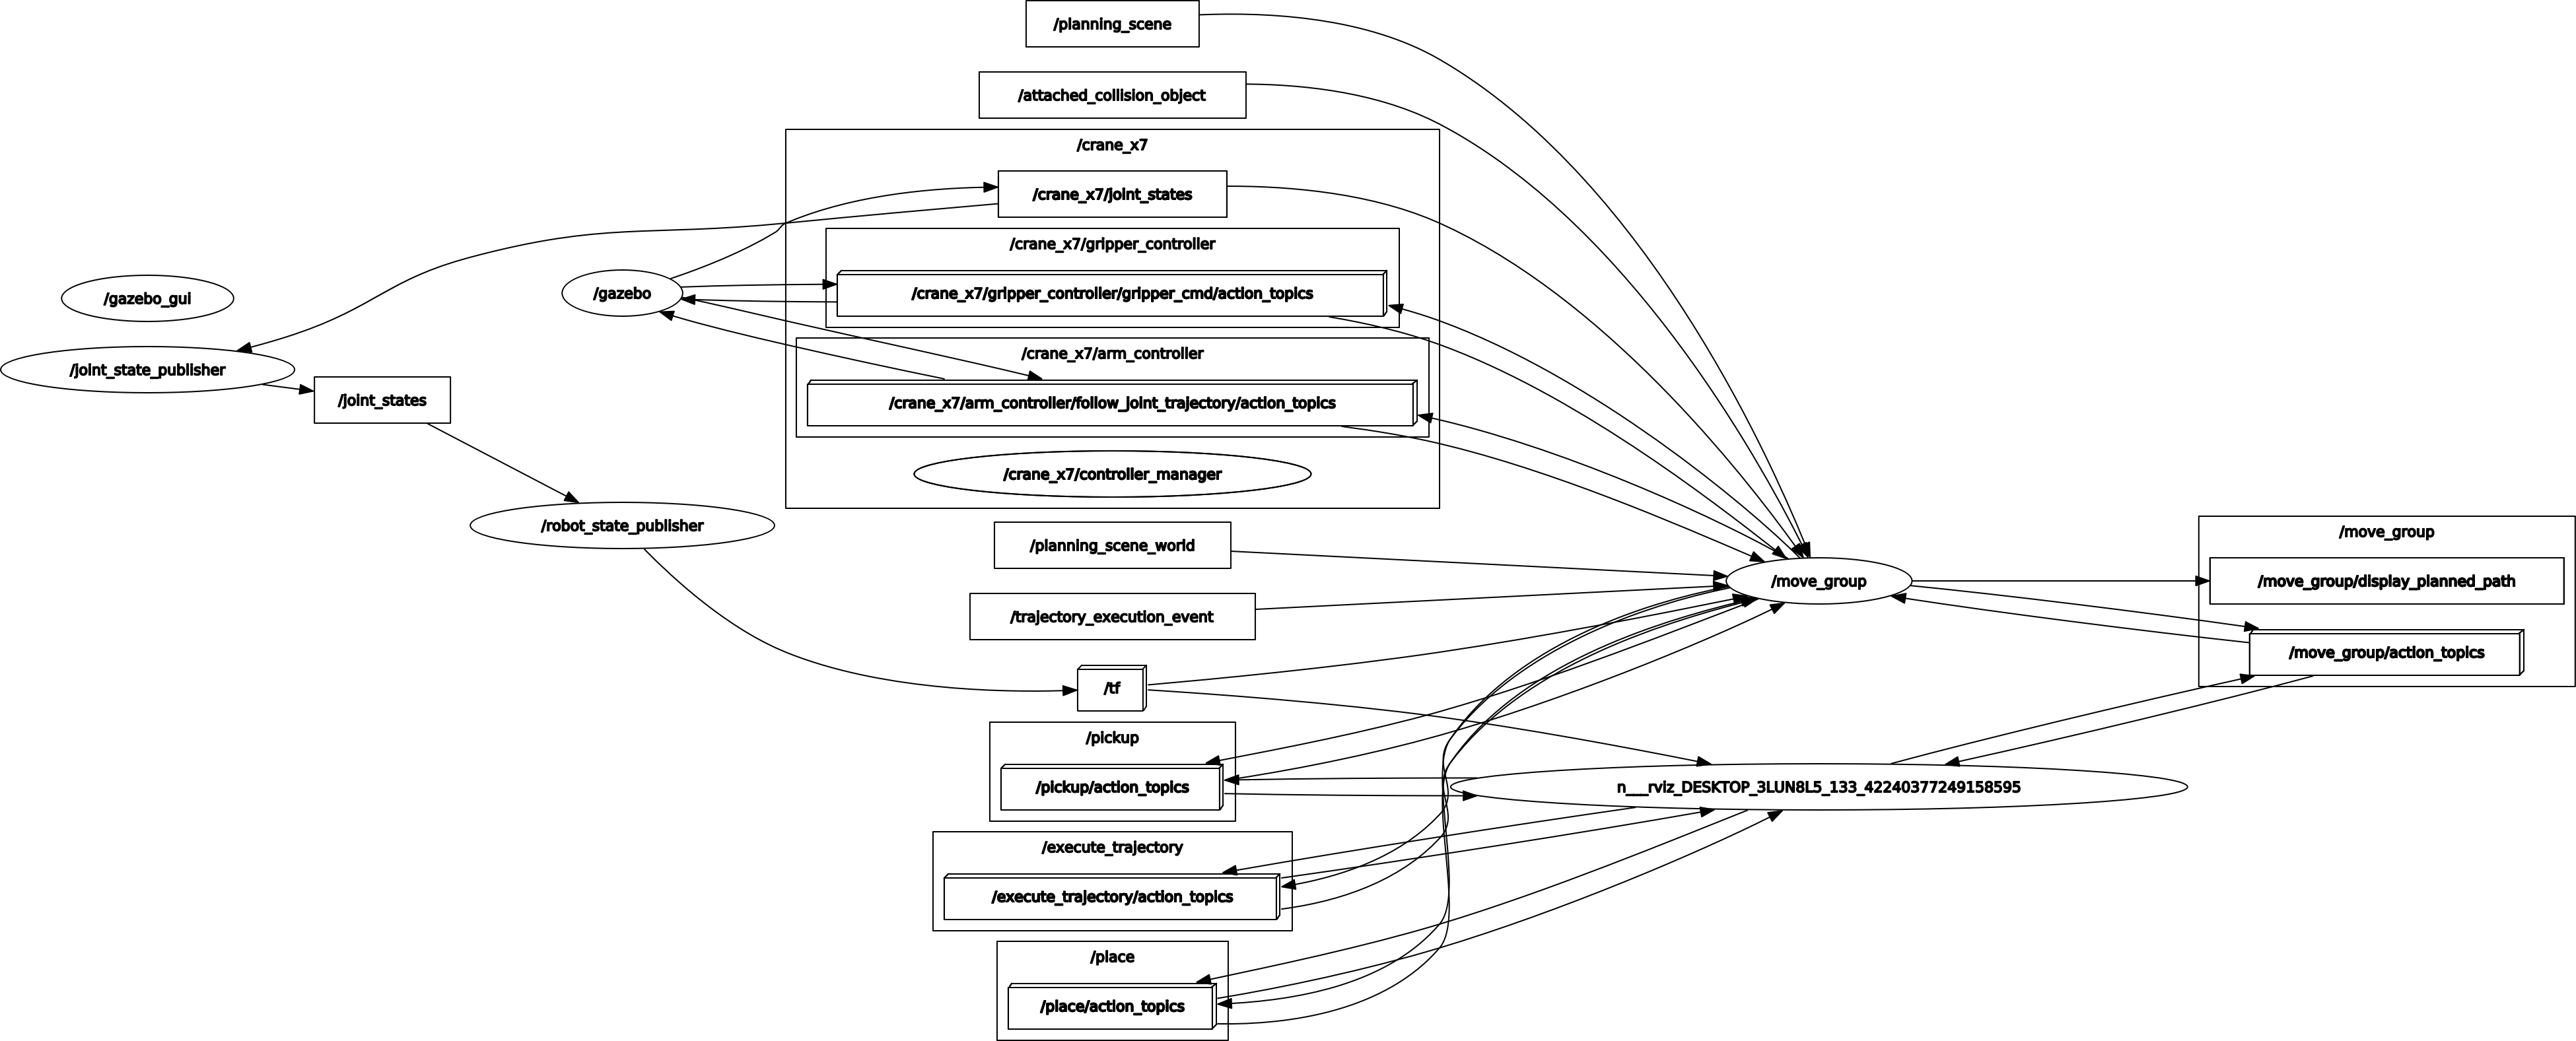 /planning_scene
/attached_collision_object
/crane_x7
/crane_x7/joint_states
/crane_x7/gripper_controller
/gazebo_gui
/gazebo
/crane_x7/gripper_controller/gripper_cmd/action_topics
/joint_state_publisher
/crane_x7/arm_controller
/joint_states
/crane_x7/arm_controller/follow_joint_trajectory/action_topics
/crane_x7/controller_manager
/robot_state_publisher
/planning_scene_world
/move_group
/move_group
/move_group/display_planned_path
/trajectory_execution_event
/move_group/action_topics
/tf
/pickup
/pickup/action_topics
n___rviz_DESKTOP_3LUN8L5_133_42240377249158595
/execute_trajectory
/execute_trajectory/action_topics
/place
/place/action_topics